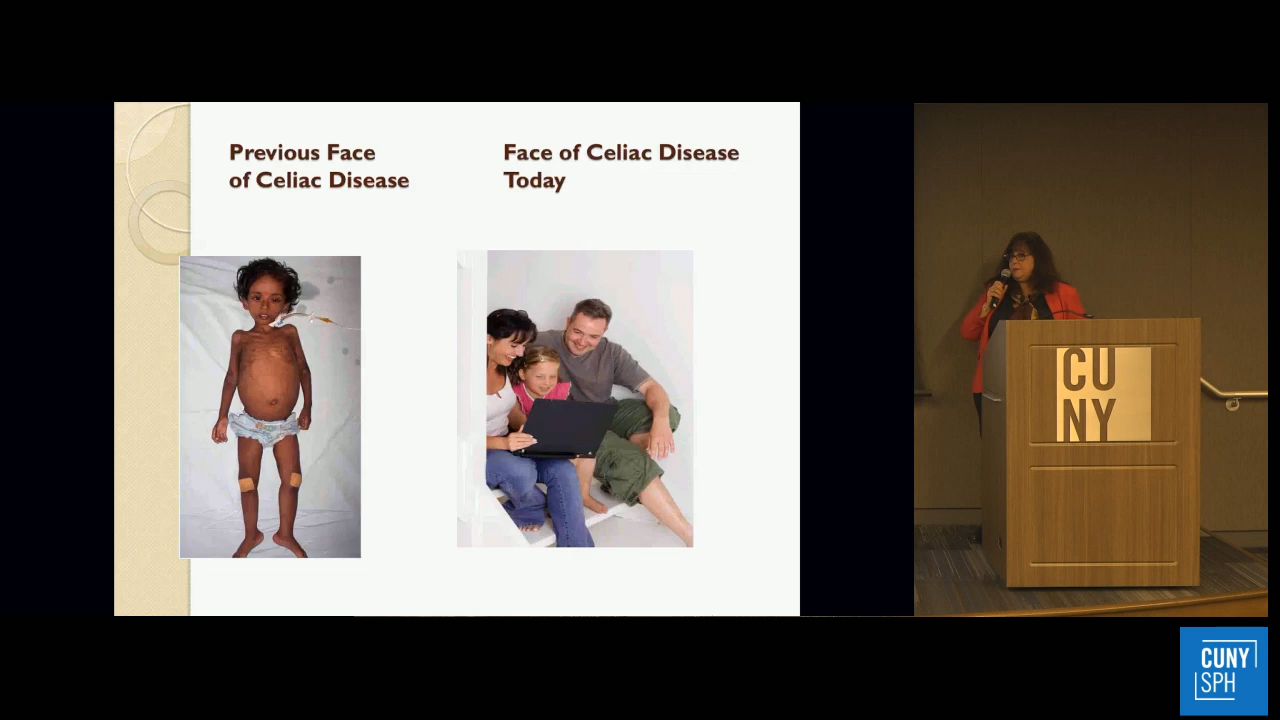 Previous Face
of Celiac Disease
Face of Celiac Disease
Today
CU
NY
CUNY
SPH